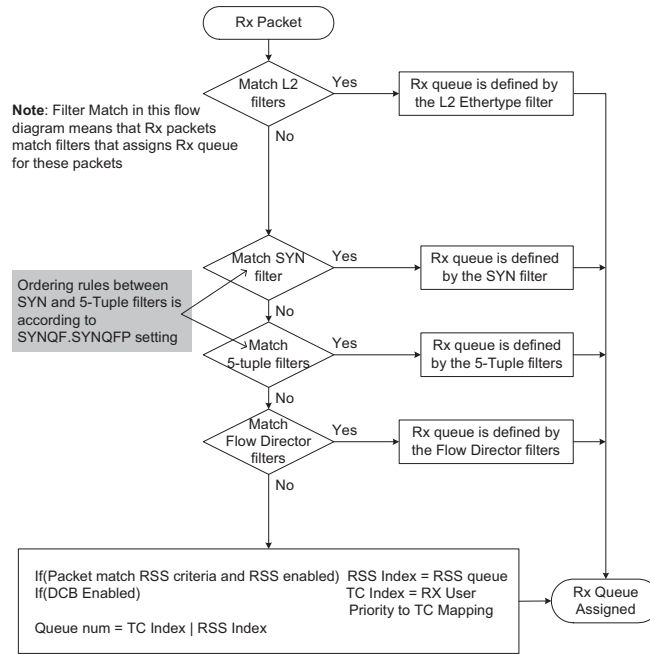 Rx Packet
Match L2
filters
Yes
Rx queue is defined by
the L2 Ethertype filter
Note: Filter Match in this flow
diagram means that Rx packets
match filters that assigns Rx queue
for these packets
No
Match SYN
filter
Yes
Rx queue is defined
by the SYN filter
Ordering rules between
SYN and 5-Tuple filters is
according to
SYNQF.SYNQFP setting
No
Match
5-tuple filters
Yes
Rx queue is defined
by the 5-Tuple filters
No
Match
Flow Director
filters
Yes
Rx queue is defined by
the Flow Director filters
No
If(Packet match RSS criteria and RSS enabled) RSS Index = RSS queue
If(DCB Enabled) TC Index = RX User
Priority to TC Mapping
Queue num = TC Index | RSS Index
Rx Queue
Assigned